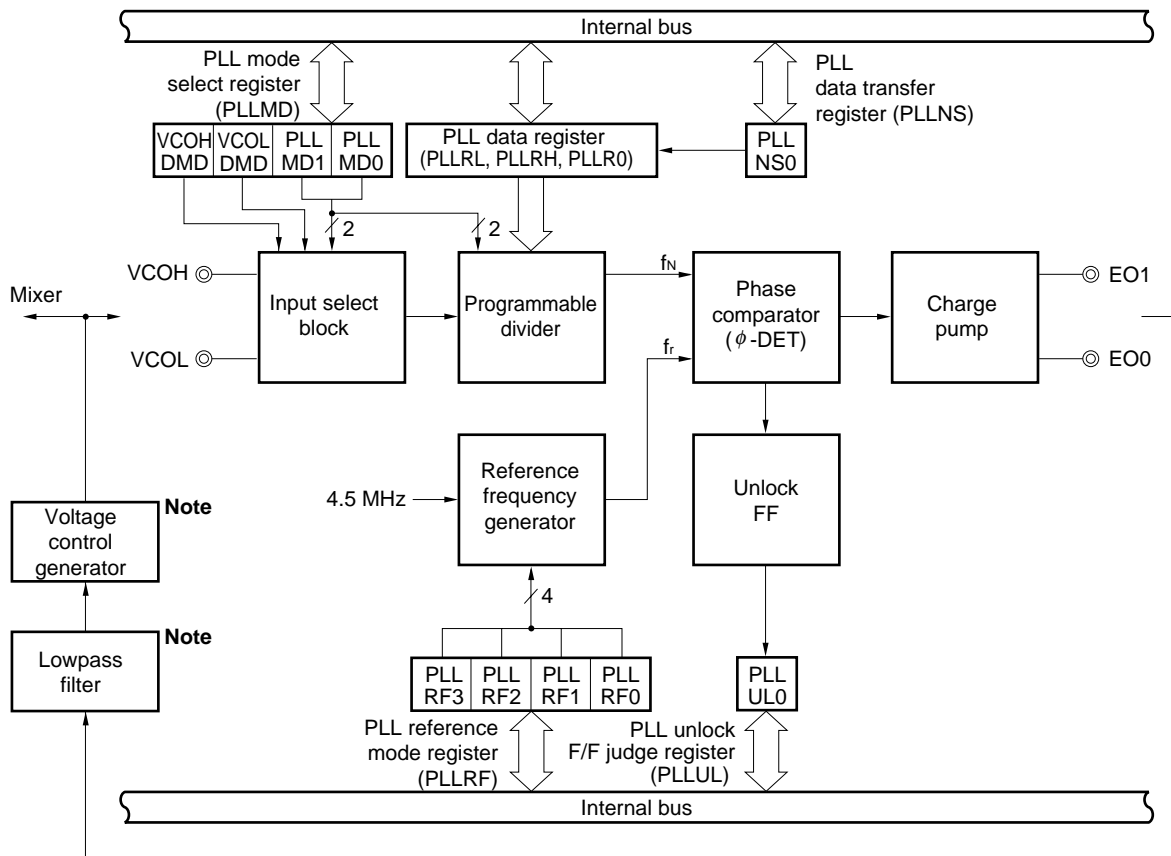 Internal bus
PLL mode
select register
(PLLMD)
PLL
data transfer
register (PLLNS)
VCOH
DMD
VCOL
DMD
PLL
MD1
PLL
MD0
PLL data register
(PLLRL, PLLRH, PLLR0)
PLL
NS0
2
2
VCOH
VCOL
Mixer
Input select
block
Programmable
divider
fN
fr
Phase
comparator
(ϕ-DET)
Charge
pump
EO1
EO0
4.5 MHz
Reference
frequency
generator
Unlock
FF
Note
Voltage
control
generator
Note
Lowpass
filter
4
PLL
RF3
PLL
RF2
PLL
RF1
PLL
RF0
PLL
UL0
PLL reference
mode register
(PLLRF)
PLL unlock
F/F judge register
(PLLUL)
Internal bus